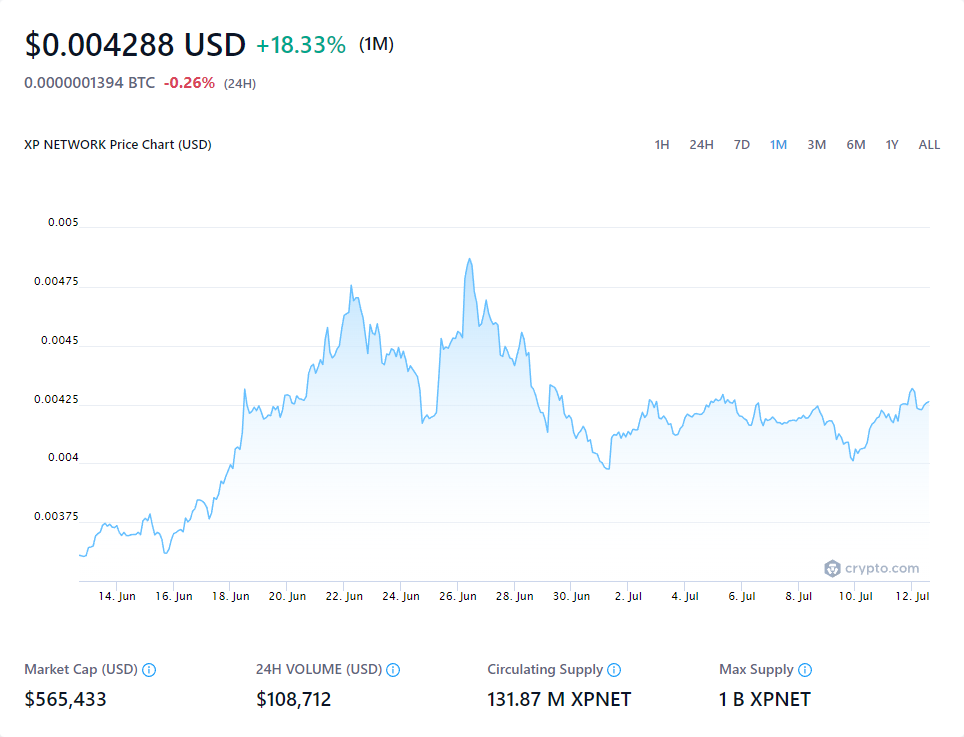 $0.004288 USD +18.33% (1M)
0.0000001394 BTC -0.26% (24H)
XP NETWORK Price Chart (USD) 1H 24H 7D 1M 3M 6M 1Y ALL
0.005
0.00475
0.0045
0.00425
0.004
0.00375
crypto.com
14. Jun 16. Jun 18. Jun 20. Jun 22. Jun 24. Jun 26. Jun 28. Jun 30. Jun 2. Jul 4. Jul 6. Jul 8. Jul 10. Jul 12. Jul
Market Cap (USD) 24H VOLUME (USD) Circulating Supply Max Supply
$565,433 $108,712 131.87 M XPNET 1 B XPNET